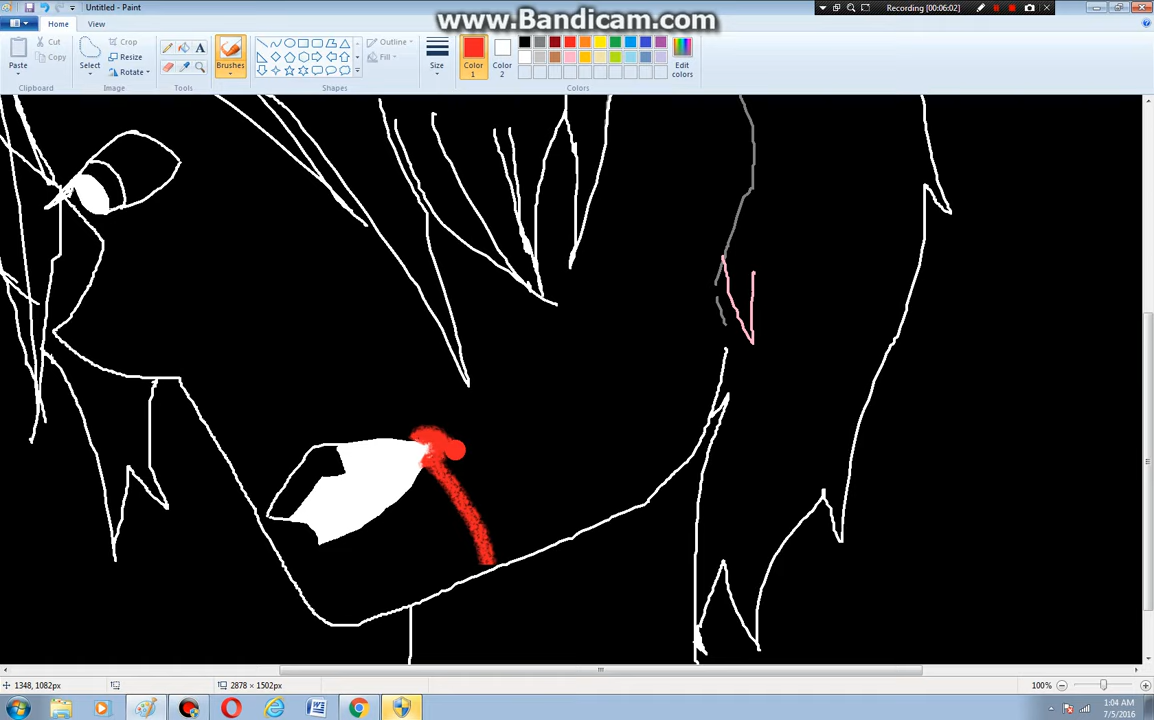 Untitled - Paint
www.Bandicam.com
Recording [00:06:02]
Home
View
Paste
Cut
Copy
Clipboard
Select
Crop
Resize
Rotate
Image
A
Tools
Brushes
Outline
Fill
Shapes
Size
Color
1
Color
2
Edit
colors
Colors
1348, 1082px
2878 × 1502px
100%
1:04 AM
7/5/2016